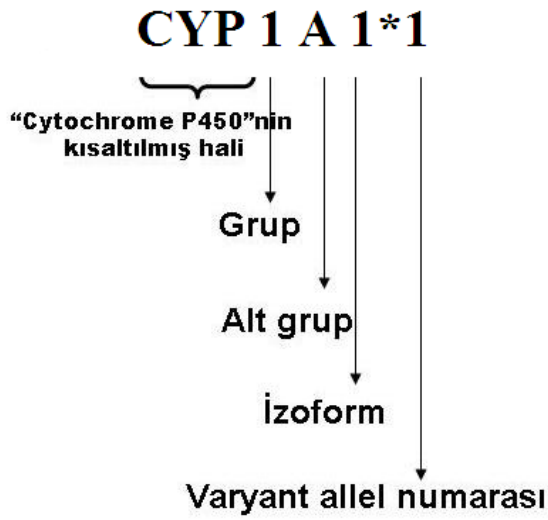 CYP 1 A 1*1
“Cytochrome P450”nin
kısaltılmış hali
Grup
Alt grup
İzoform
Varyant allel numarası